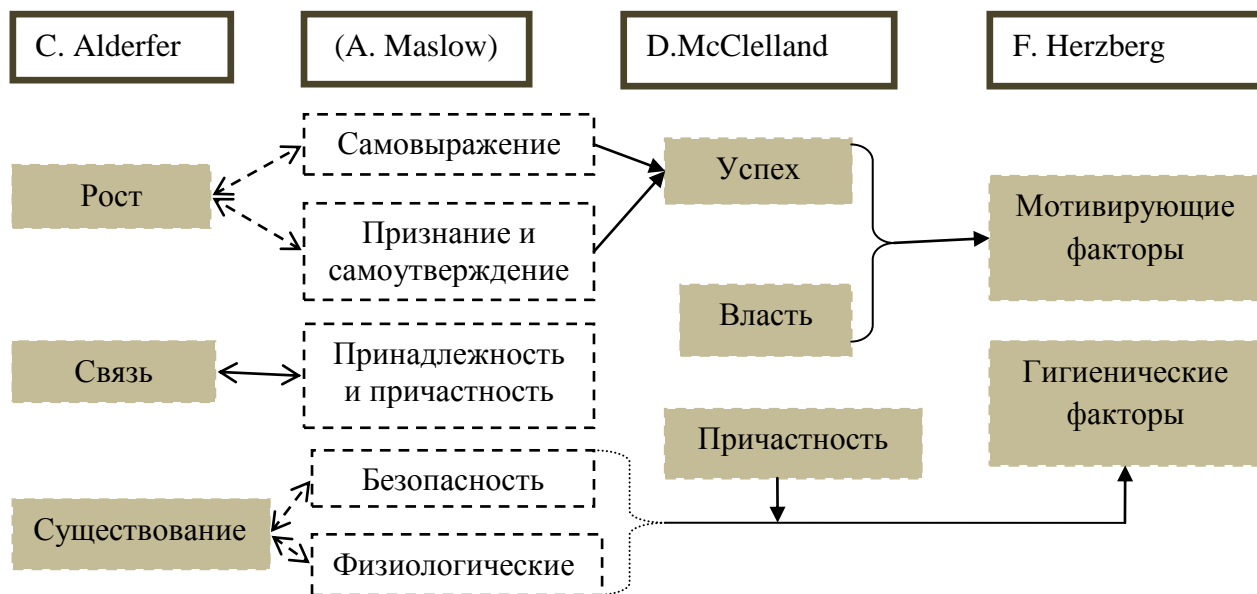 C. Alderfer
(A. Maslow)
D.McClelland
F. Herzberg
Рост
Связь
Существование
Самовыражение
Признание и
самоутверждение
Принадлежность
и причастность
Безопасность
Физиологические
Успех
Власть
Причастность
Мотивирующие
факторы
Гигиенические
факторы